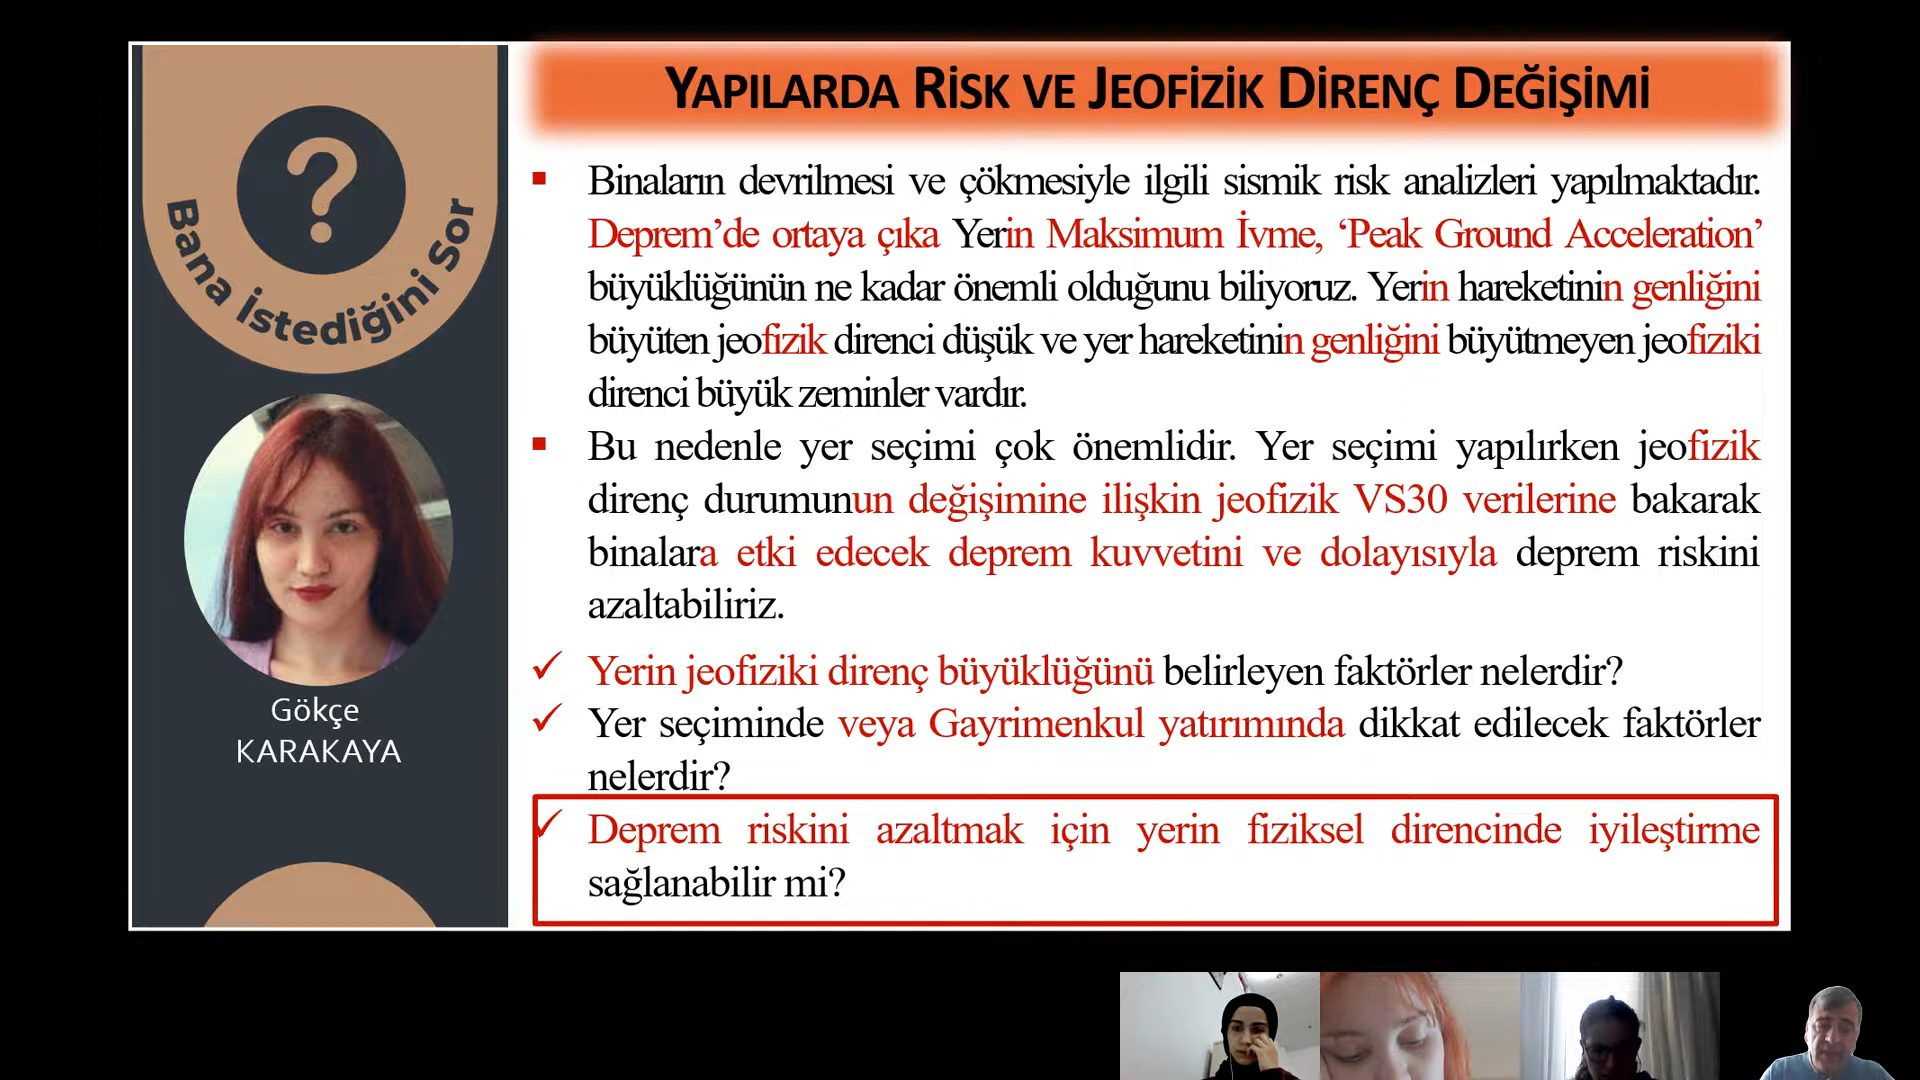 YAPILARDA RİSK VE JEOFİZİK DİRENÇ DEĞİŞİMİ
Bana İstediğini Sor
Gökçe
KARAKAYA
Binaların devrilmesi ve çökmesiyle ilgili sismik risk analizleri yapılmaktadır.
Deprem’de ortaya çıka Yerin Maksimum İvme, ‘Peak Ground Acceleration’
büyüklüğünün ne kadar önemli olduğunu biliyoruz. Yerin hareketinin genliğini
büyüten jeofizik direnci düşük ve yer hareketinin genliğini büyütmeyen jeofiziki
direnci büyük zeminler vardır.
Bu nedenle yer seçimi çok önemlidir. Yer seçimi yapılırken jeofizik
direnç durumunun değişimine ilişkin jeofizik VS30 verilerine bakarak
binalara etki edecek deprem kuvvetini ve dolayısıyla deprem riskini
azaltabiliriz.
Yerin jeofiziki direnç büyüklüğünü belirleyen faktörler nelerdir?
Yer seçiminde veya Gayrimenkul yatırımında dikkat edilecek faktörler
nelerdir?
Deprem riskini azaltmak için yerin fiziksel direncinde iyileştirme
sağlanabilir mi?